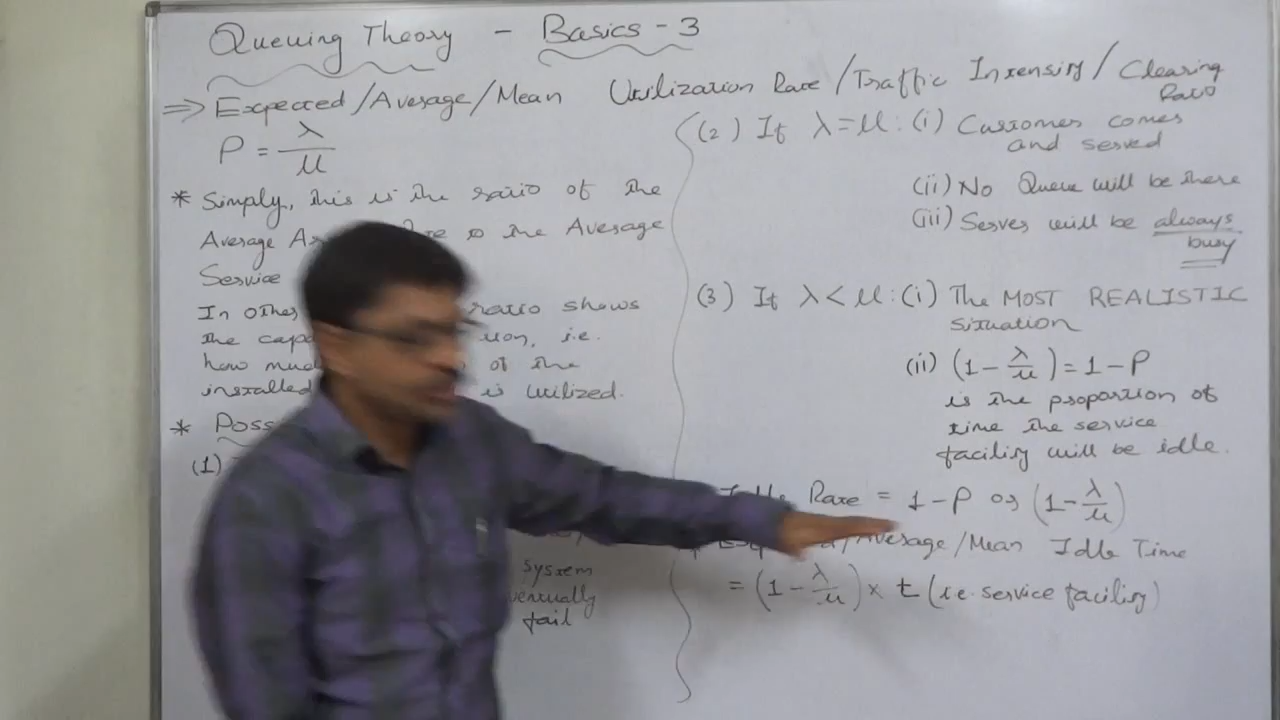 Queuing Theory - Basics - 3
⇒ Expected/Average/Mean Utilization Rate/Traffic Intensity/Clearing Ratio
P = λ/μ
* Simply, this is the ratio of the
Average to the Average
Service
In ratio shows
the i.e.
how much of the
installed is utilized.
*
(1)
system
eventually
fail
(2) If λ=μ: (i) Customer comes
and served
(ii) No Queue will be there
(iii) Server will be always
busy
(3) If λ<μ: (i) The MOST REALISTIC
situation
(ii) (1 - λ/μ) = 1 - P
is the proportion of
time the service
facility will be idle.
Rate = 1 - P or (1 - λ/μ)
/Average/Mean Idle Time
= (1 - λ/μ) × t (i.e. service facility)